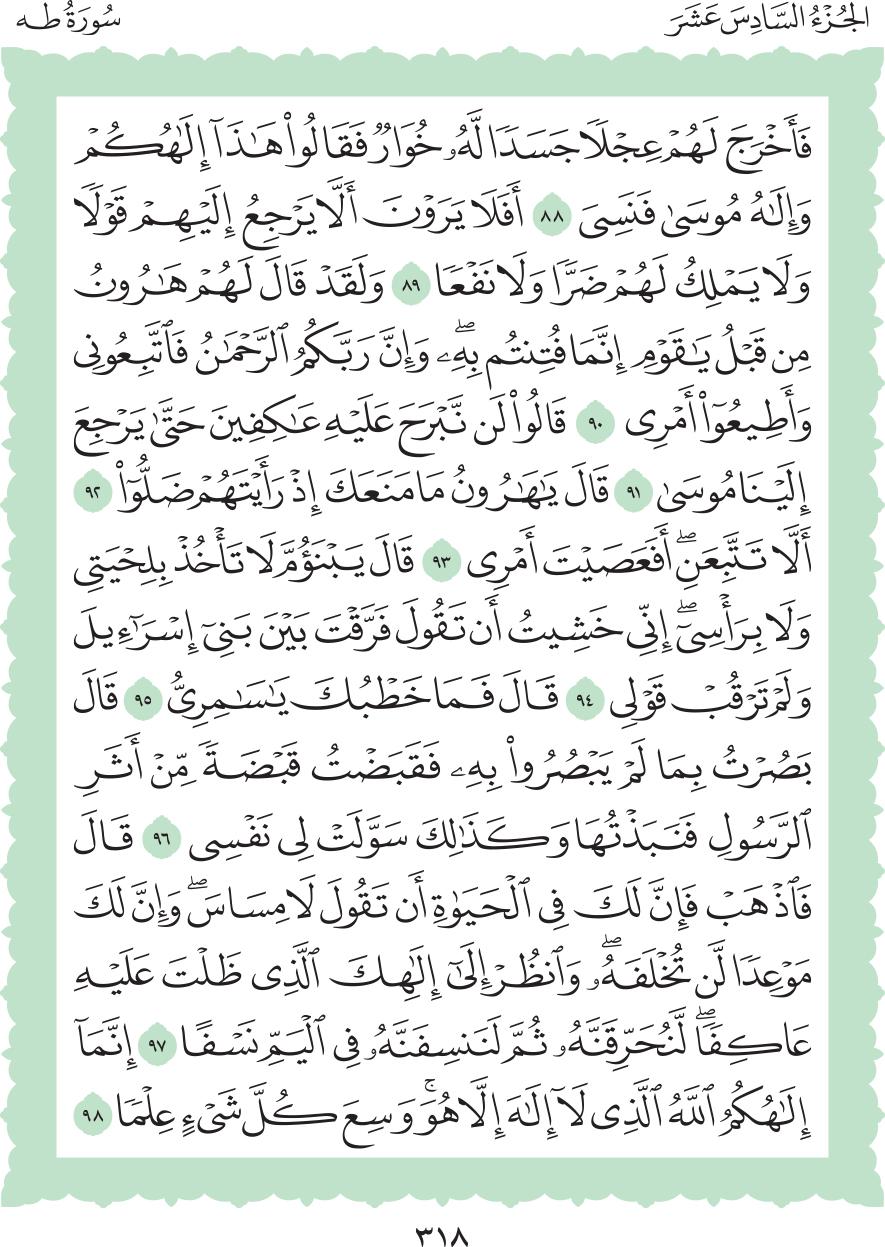 الجُزْءُ السَّادِسَ عَشَرَ
سُورَةُ طه
فَأَخْرَجَ لَهُمْ عِجْلًا جَسَدًا لَّهُۥ خُوَارٌ فَقَالُوا۟ هَٰذَآ إِلَٰهُكُمْ
وَإِلَٰهُ مُوسَىٰ فَنَسِىَ ٨٨ أَفَلَا يَرَوْنَ أَلَّا يَرْجِعُ إِلَيْهِمْ قَوْلًا
وَلَا يَمْلِكُ لَهُمْ ضَرًّا وَلَا نَفْعًا ٨٩ وَلَقَدْ قَالَ لَهُمْ هَٰرُونُ
مِن قَبْلُ يَٰقَوْمِ إِنَّمَا فُتِنتُم بِهِۦ ۖ وَإِنَّ رَبَّكُمُ ٱلرَّحْمَٰنُ فَٱتَّبِعُونِى
وَأَطِيعُوٓا۟ أَمْرِى ٩٠ قَالُوا۟ لَن نَّبْرَحَ عَلَيْهِ عَٰكِفِينَ حَتَّىٰ يَرْجِعَ
إِلَيْنَا مُوسَىٰ ٩١ قَالَ يَٰهَٰرُونُ مَا مَنَعَكَ إِذْ رَأَيْتَهُمْ ضَلُّوٓا۟ ٩٢
أَلَّا تَتَّبِعَنِ ۖ أَفَعَصَيْتَ أَمْرِى ٩٣ قَالَ يَبْنَؤُمَّ لَا تَأْخُذْ بِلِحْيَتِى
وَلَا بِرَأْسِىٓ ۖ إِنِّى خَشِيتُ أَن تَقُولَ فَرَّقْتَ بَيْنَ بَنِىٓ إِسْرَٰٓءِيلَ
وَلَمْ تَرْقُبْ قَوْلِى ٩٤ قَالَ فَمَا خَطْبُكَ يَٰسَٰمِرِىُّ ٩٥ قَالَ
بَصُرْتُ بِمَا لَمْ يَبْصُرُوا۟ بِهِۦ فَقَبَضْتُ قَبْضَةً مِّنْ أَثَرِ
ٱلرَّسُولِ فَنَبَذْتُهَا وَكَذَٰلِكَ سَوَّلَتْ لِى نَفْسِى ٩٦ قَالَ
فَٱذْهَبْ فَإِنَّ لَكَ فِى ٱلْحَيَوٰةِ أَن تَقُولَ لَا مِسَاسَ ۖ وَإِنَّ لَكَ
مَوْعِدًا لَّن تُخْلَفَهُۥ ۖ وَٱنظُرْ إِلَىٰٓ إِلَٰهِكَ ٱلَّذِى ظَلْتَ عَلَيْهِ
عَاكِفًا ۖ لَّنُحَرِّقَنَّهُۥ ثُمَّ لَنَنسِفَنَّهُۥ فِى ٱلْيَمِّ نَسْفًا ٩٧ إِنَّمَآ
إِلَٰهُكُمُ ٱللَّهُ ٱلَّذِى لَآ إِلَٰهَ إِلَّا هُوَ ۚ وَسِعَ كُلَّ شَىْءٍ عِلْمًا ٩٨
٣١٨